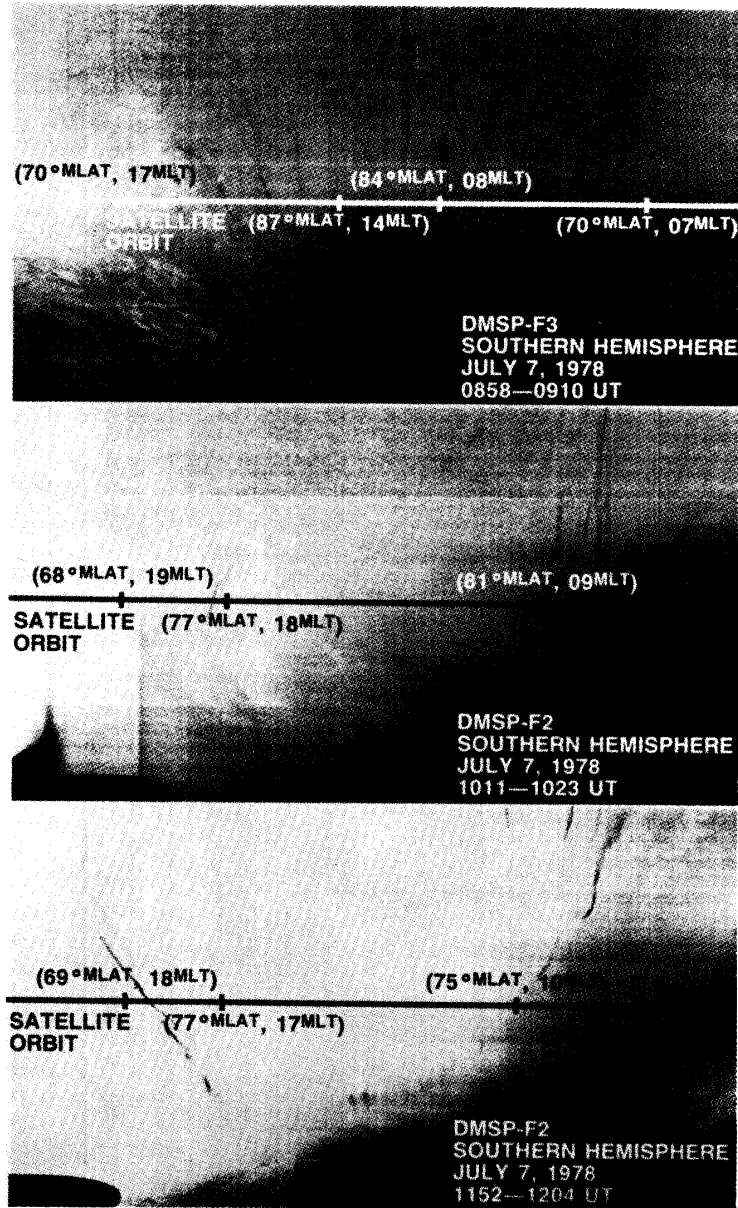 (70°MLAT, 17MLT)
(84°MLAT, 08MLT)
SATELLITE
ORBIT
(87°MLAT, 14MLT)
(70°MLAT, 07MLT)
DMSP-F3
SOUTHERN HEMISPHERE
JULY 7, 1978
0858—0910 UT
(68°MLAT, 19MLT)
(81°MLAT, 09MLT)
SATELLITE
ORBIT
(77°MLAT, 18MLT)
DMSP-F2
SOUTHERN HEMISPHERE
JULY 7, 1978
1011—1023 UT
(69°MLAT, 18MLT)
(75°MLAT,
SATELLITE
ORBIT
(77°MLAT, 17MLT)
DMSP-F2
SOUTHERN HEMISPHERE
JULY 7, 1978
1152—1204 UT